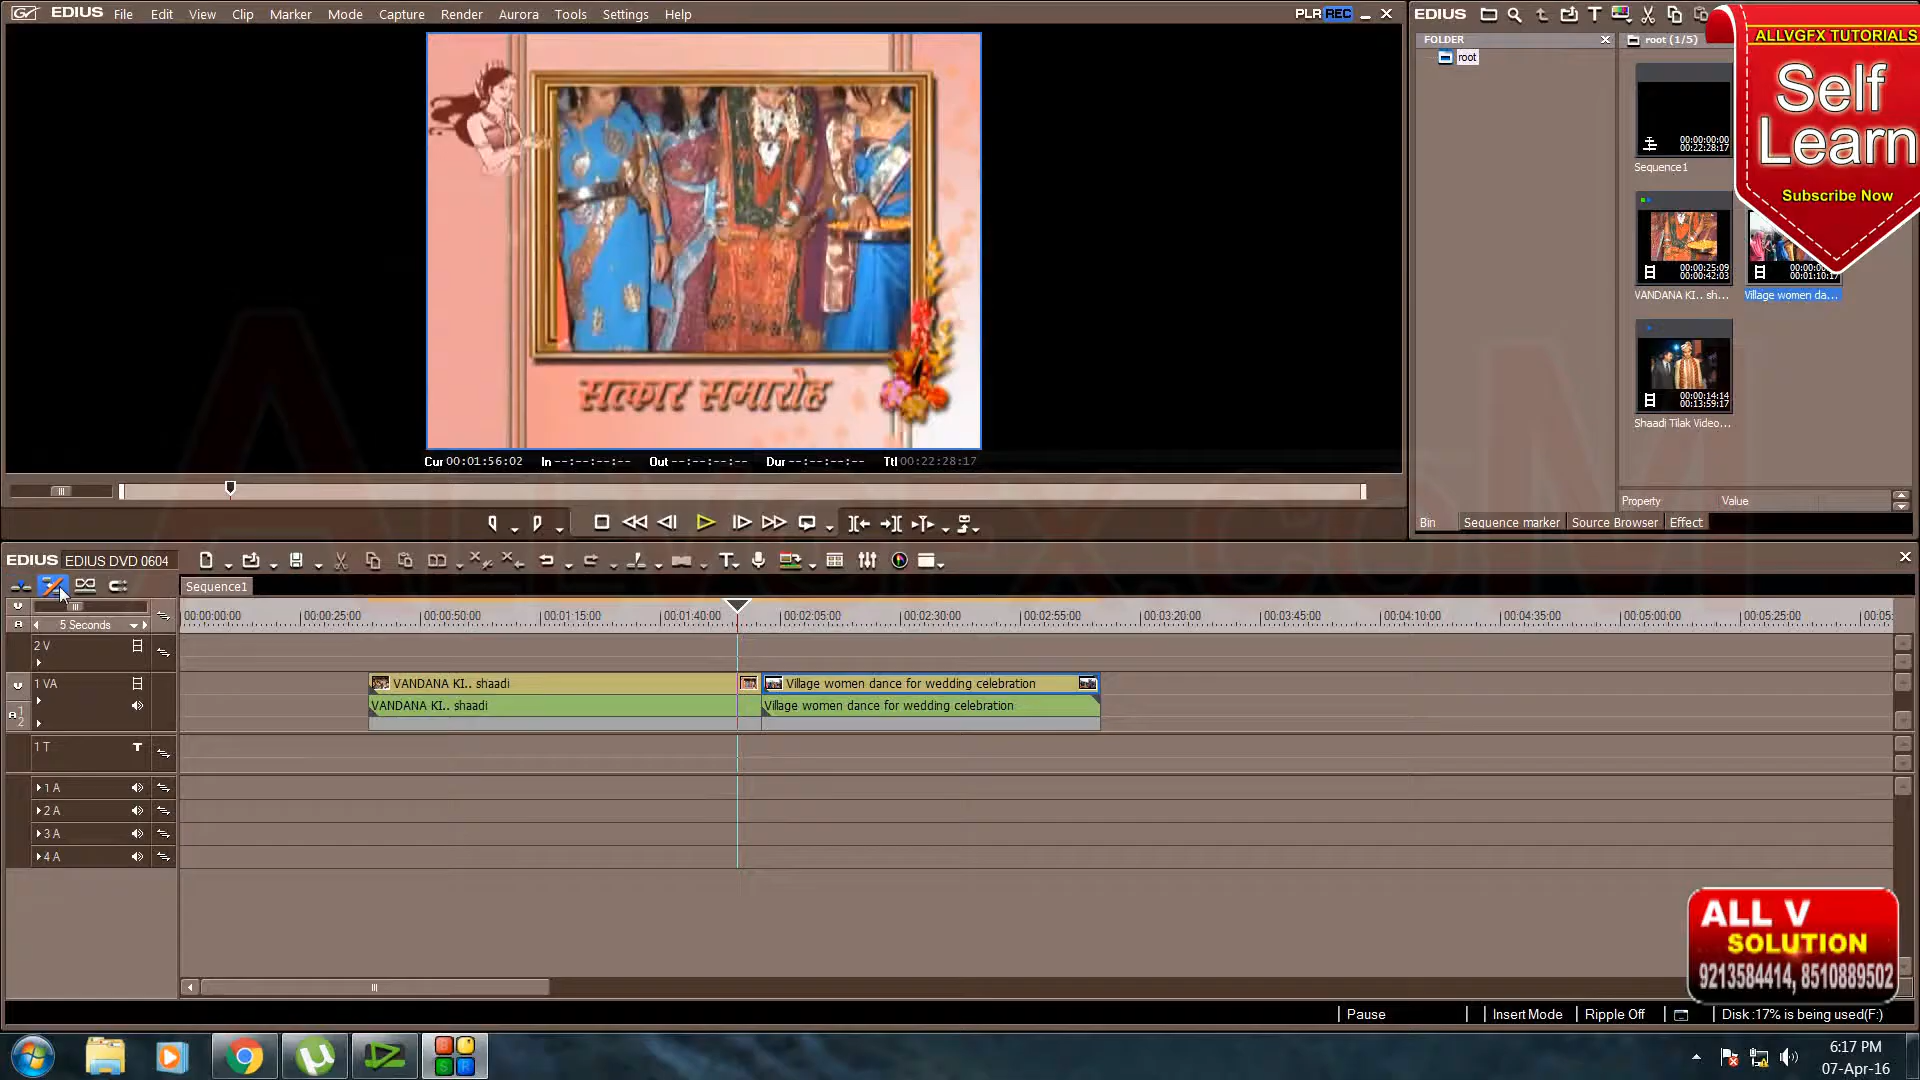 EDIUS File Edit View Clip Marker Mode Capture Render Aurora Tools Settings Help
PLR REC
EDIUS
FOLDER
root
root (1/5)
ALLVGFX TUTORIALS
Self
Learn
Subscribe Now
00:00:00:00
00:22:28:17
Sequence1
00:00:25:09
00:00:42:03
VANDANA KI.. sh...
00:01:10:17
Village women da...
00:00:14:14
00:13:59:17
Shaadi Tilak Video...
सत्कार समारोह
Cur 00:01:56:02 In --:--:--:-- Out --:--:--:-- Dur --:--:--:-- Ttl 00:22:28:17
Property Value
Bin Sequence marker Source Browser Effect
EDIUS EDIUS DVD 0604
Sequence1
5 Seconds
00:00:00:00 00:00:25:00 00:00:50:00 00:01:15:00 00:01:40:00 00:02:05:00 00:02:30:00 00:02:55:00 00:03:20:00 00:03:45:00 00:04:10:00 00:04:35:00 00:05:00:00 00:05:25:00
2 V
1 VA
VANDANA KI.. shaadi
Village women dance for wedding celebration
VANDANA KI.. shaadi
Village women dance for wedding celebration
1 T T
1 A
2 A
3 A
4 A
ALL V
SOLUTION
9213584414, 8510889502
Pause Insert Mode Ripple Off Disk :17% is being used(F:)
6:17 PM
07-Apr-16